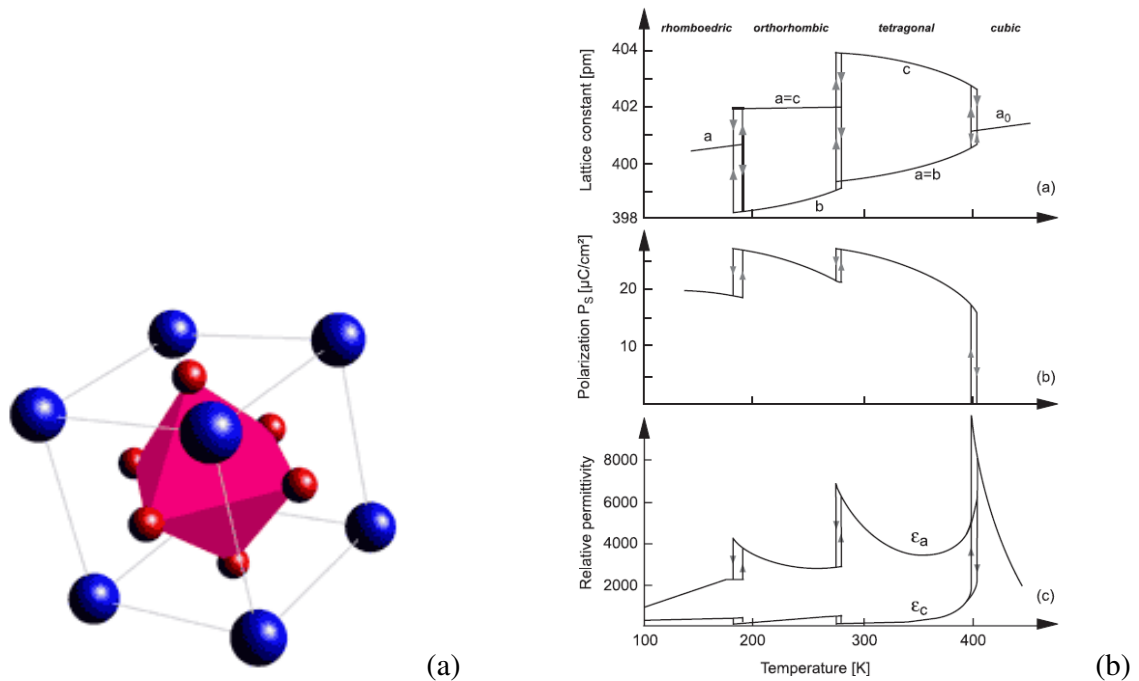 rhomboedric orthorhombic tetragonal cubic
Lattice constant [pm]
404
402
400
398
a
a=c
b
c
a=b
a₀
(a)
Polarization Pₛ [µC/cm²]
20
10
(b)
Relative permittivity
8000
6000
4000
2000
εₐ
ε꜀
(c)
100 200 300 400
Temperature [K]
(a)
(b)